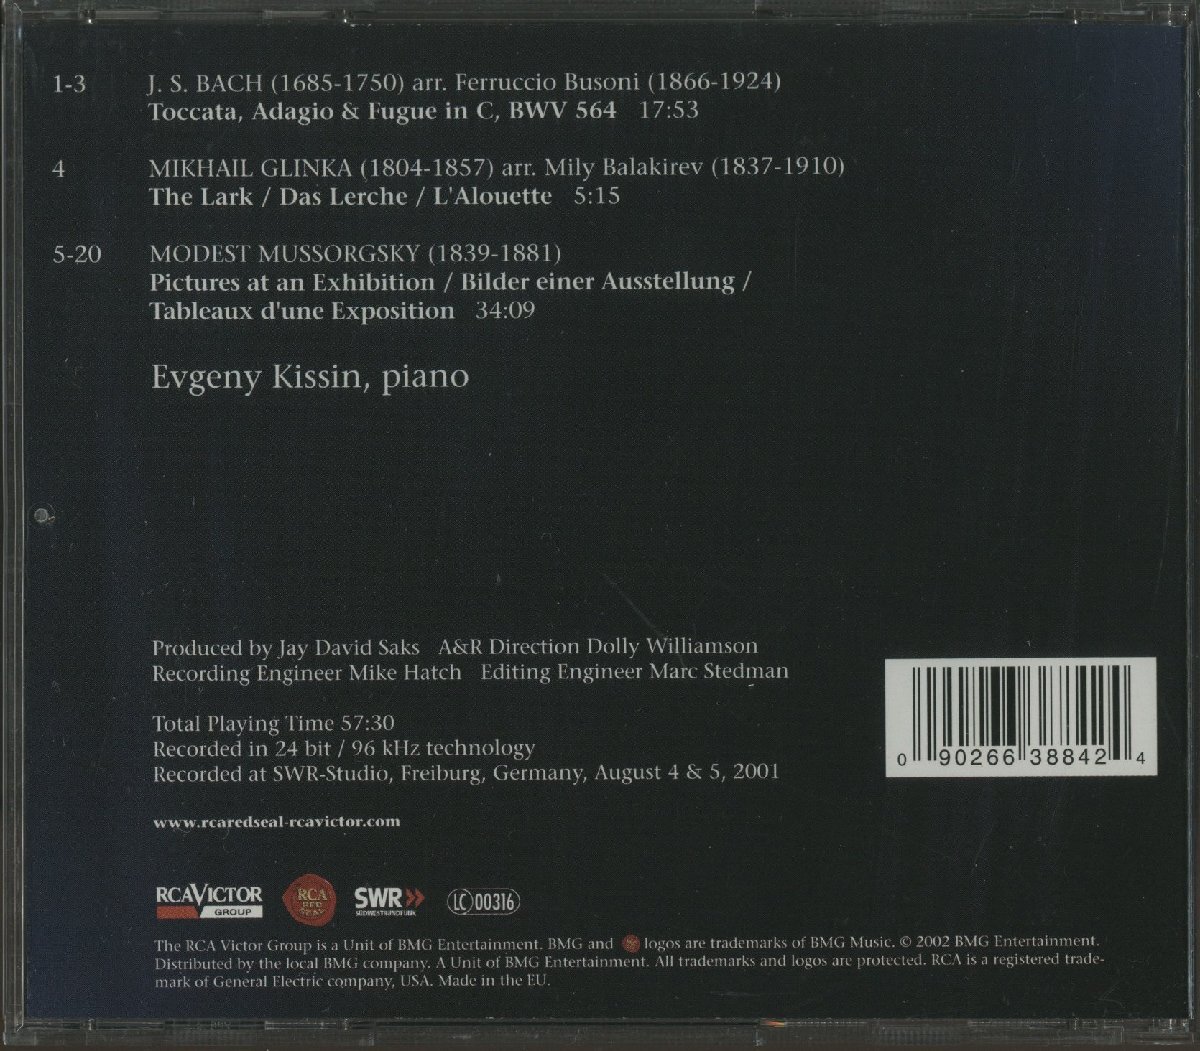 1-3 J. S. BACH (1685-1750) arr. Ferruccio Busoni (1866-1924)
Toccata, Adagio & Fugue in C, BWV 564 17:53
4 MIKHAIL GLINKA (1804-1857) arr. Mily Balakirev (1837-1910)
The Lark / Das Lerche / L'Alouette 5:15
5-20 MODEST MUSSORGSKY (1839-1881)
Pictures at an Exhibition / Bilder einer Ausstellung /
Tableaux d'une Exposition 34:09
Evgeny Kissin, piano
Produced by Jay David Saks A&R Direction Dolly Williamson
Recording Engineer Mike Hatch Editing Engineer Marc Stedman
Total Playing Time 57:30
Recorded in 24 bit / 96 kHz technology
Recorded at SWR-Studio, Freiburg, Germany, August 4 & 5, 2001
0 90266 38842 4
www.rcaredseal-rcavictor.com
RCA VICTOR
GROUP
RCA
RED
SEAL
SWR
SÜDWESTRUNDFUNK
LC 00316
The RCA Victor Group is a Unit of BMG Entertainment. BMG and logos are trademarks of BMG Music. © 2002 BMG Entertainment.
Distributed by the local BMG company. A Unit of BMG Entertainment. All trademarks and logos are protected. RCA is a registered trade-
mark of General Electric company, USA. Made in the EU.